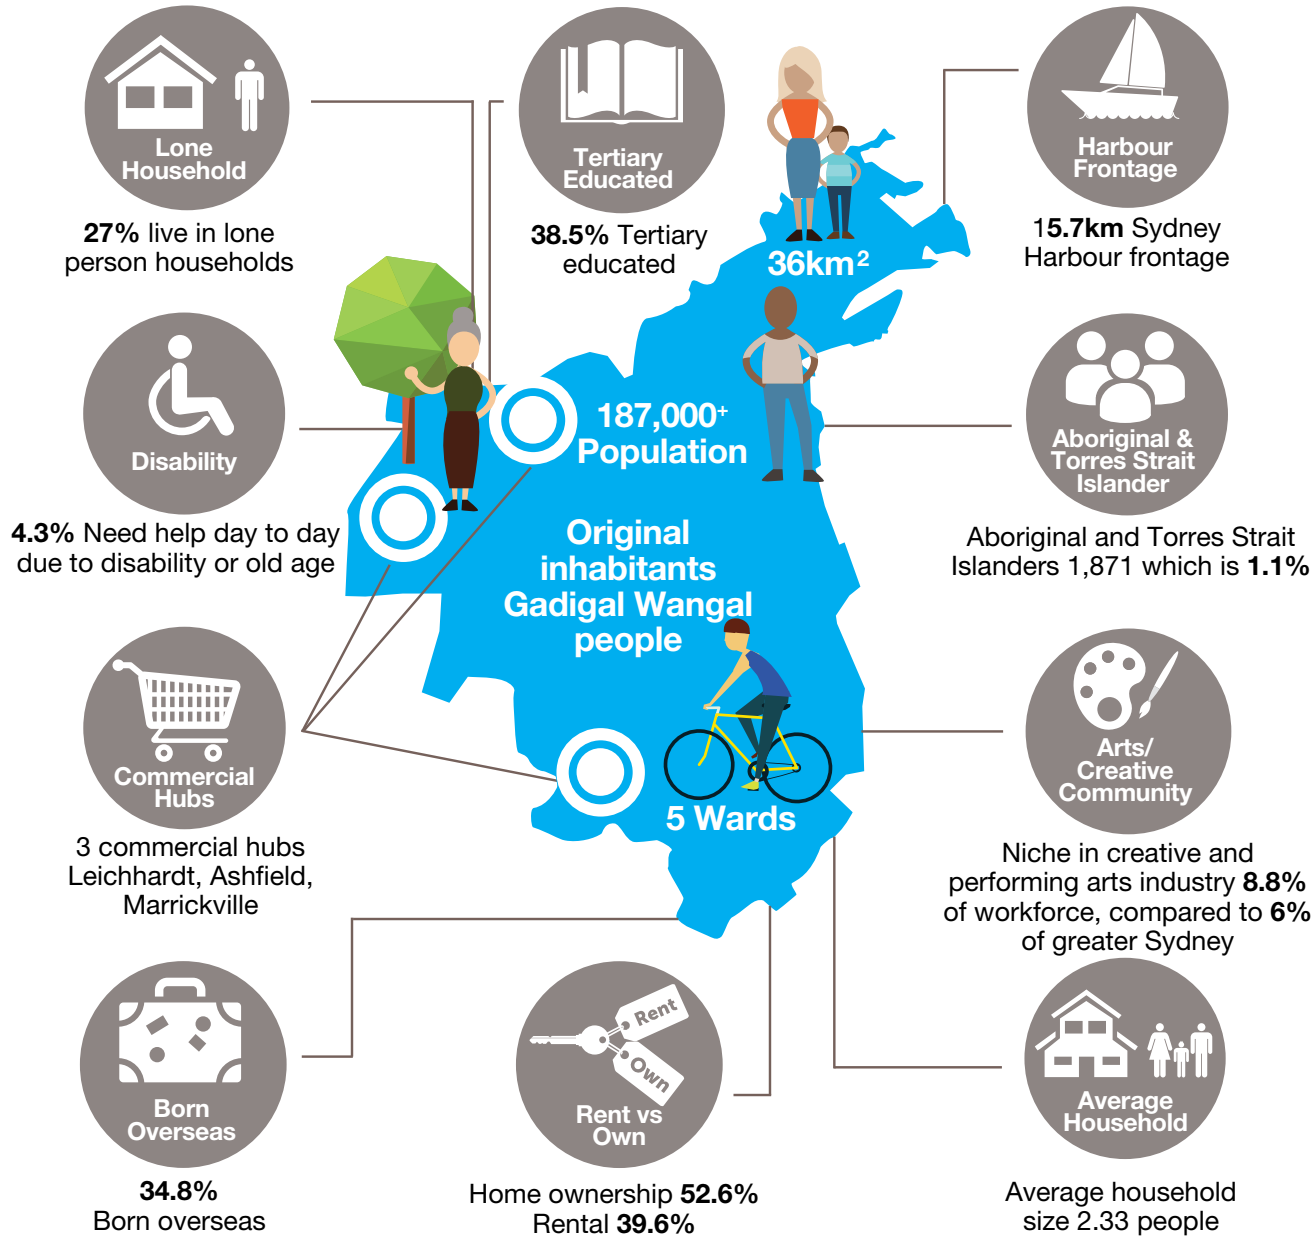 Lone
Household
27% live in lone
person households
Tertiary
Educated
38.5% Tertiary
educated
Harbour
Frontage
15.7km Sydney
Harbour frontage
36km²
Disability
4.3% Need help day to day
due to disability or old age
187,000⁺
Population
Original
inhabitants
Gadigal Wangal
people
5 Wards
Aboriginal &
Torres Strait
Islander
Aboriginal and Torres Strait
Islanders 1,871 which is 1.1%
Commercial
Hubs
3 commercial hubs
Leichhardt, Ashfield,
Marrickville
Arts/
Creative
Community
Niche in creative and
performing arts industry 8.8%
of workforce, compared to 6%
of greater Sydney
Born
Overseas
34.8%
Born overseas
Rent
Own
Rent vs
Own
Home ownership 52.6%
Rental 39.6%
Average
Household
Average household
size 2.33 people